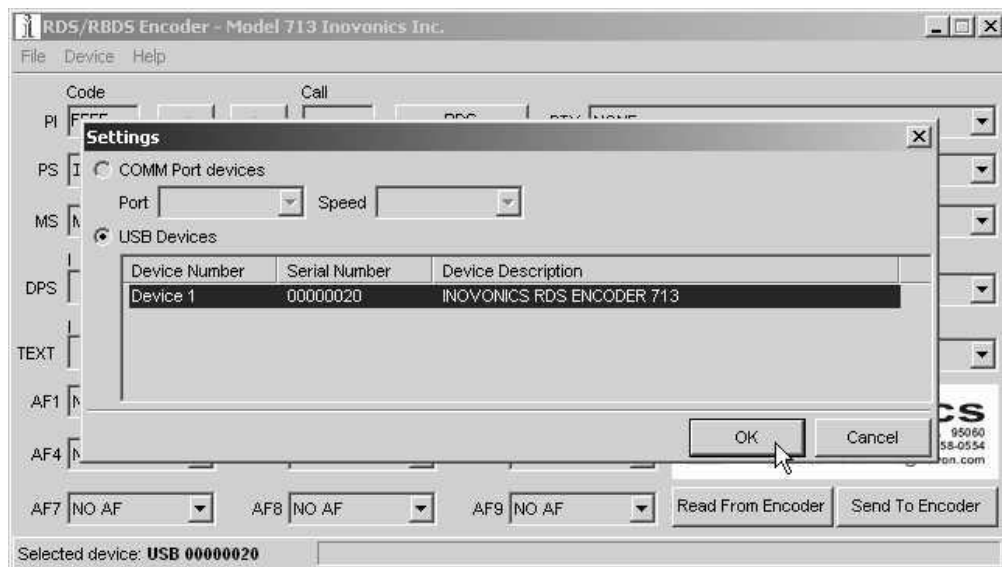 RDS/RBDS Encoder - Model 713 Inovonics Inc.
File Device Help
Code Call
PI
Settings
PS COMM Port devices
Port Speed
MS
USB Devices
Device Number Serial Number Device Description
DPS Device 1 00000020 INOVONICS RDS ENCODER 713
TEXT
AF1
OK Cancel 95060
AF4 58-0554
AF7 NO AF AF8 NO AF AF9 NO AF Read From Encoder Send To Encoder
Selected device: USB 00000020